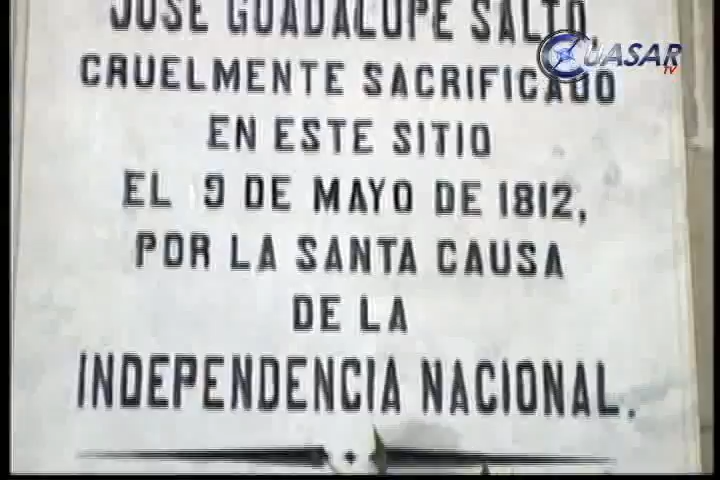 JOSE GUADALUPE SALTO,
CUASAR
TV
CRUELMENTE SACRIFICADO
EN ESTE SITIO
EL 9 DE MAYO DE 1812,
POR LA SANTA CAUSA
DE LA
INDEPENDENCIA NACIONAL.